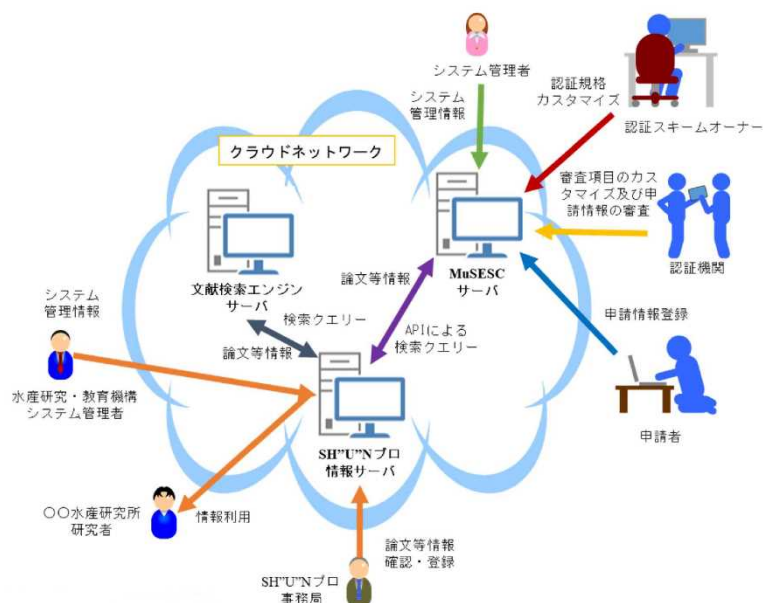 システム管理者
システム
管理情報
認証規格
カスタマイズ
認証スキームオーナー
クラウドネットワーク
審査項目のカス
タマイズ及び申
請情報の審査
認証機関
MuSESC
サーバ
文献検索エンジン
サーバ
論文等情報
検索クエリー
APIによる
検索クエリー
論文等情報
申請情報登録
申請者
システム
管理情報
水産研究・教育機構
システム管理者
SH”U”Nプロ
情報サーバ
〇〇水産研究所
研究者
情報利用
論文等情報
確認・登録
SH”U”Nプロ
事務局